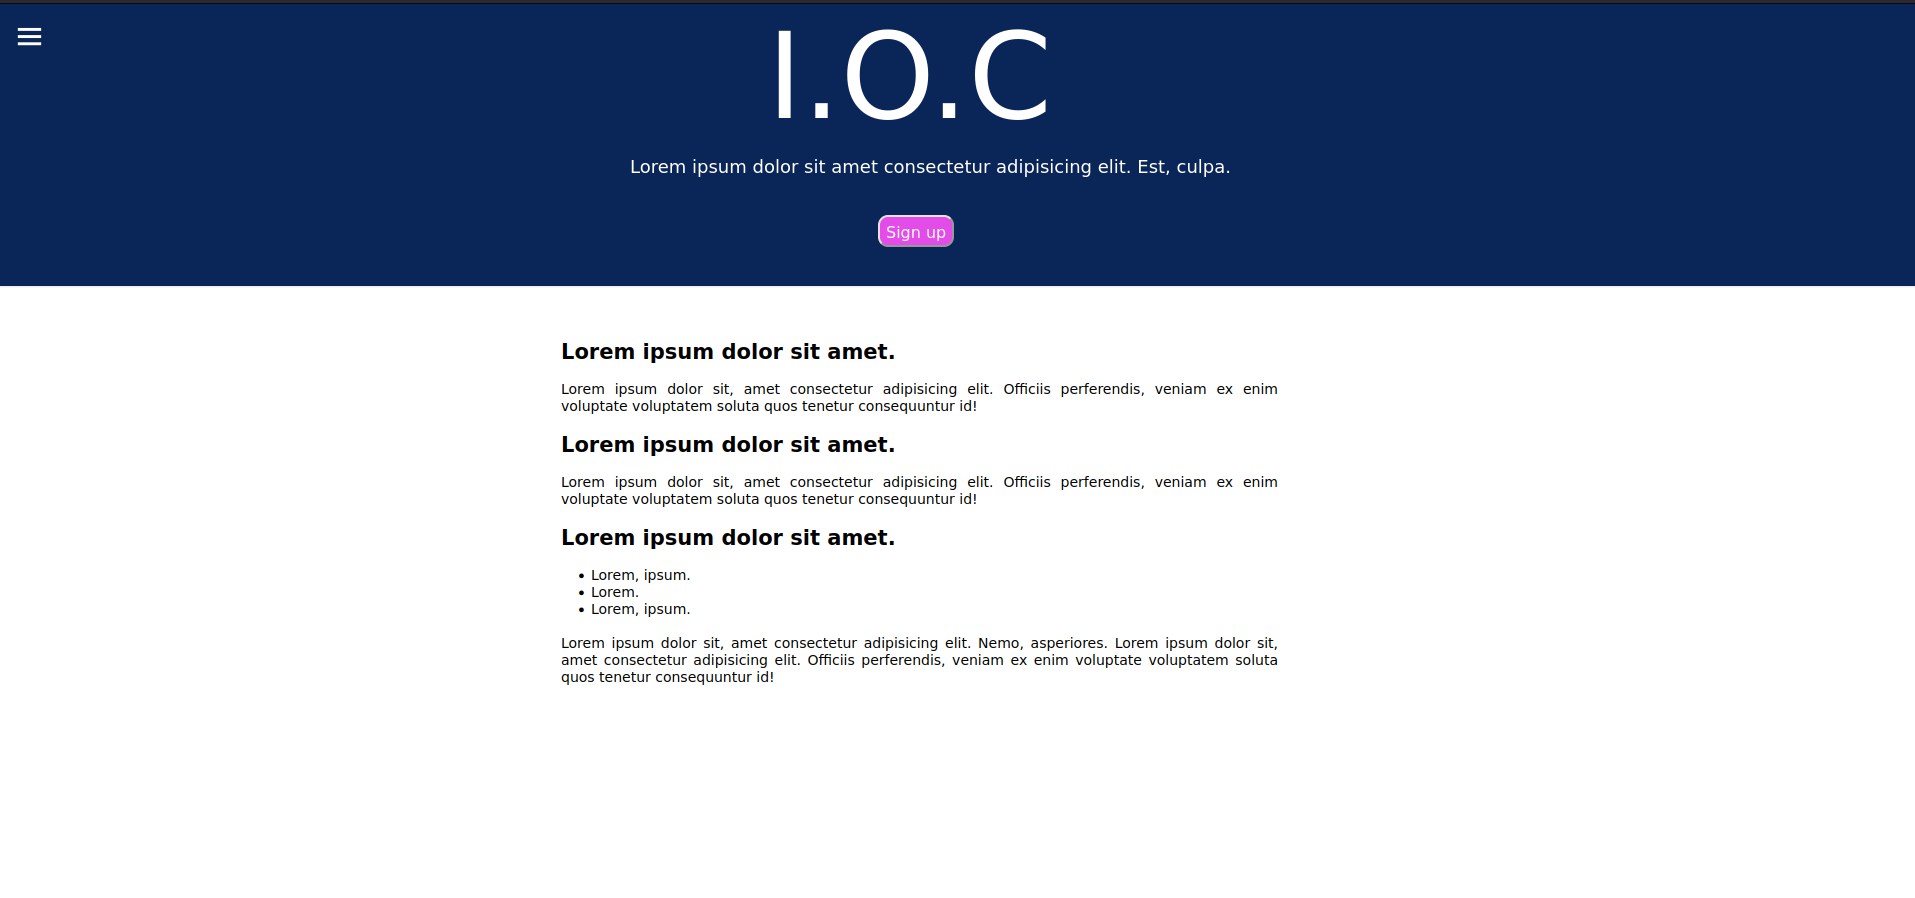 I.O.C
Lorem ipsum dolor sit amet consectetur adipisicing elit. Est, culpa.
Sign up
Lorem ipsum dolor sit amet.
Lorem ipsum dolor sit, amet consectetur adipisicing elit. Officiis perferendis, veniam ex enim
voluptate voluptatem soluta quos tenetur consequuntur id!
Lorem ipsum dolor sit amet.
Lorem ipsum dolor sit, amet consectetur adipisicing elit. Officiis perferendis, veniam ex enim
voluptate voluptatem soluta quos tenetur consequuntur id!
Lorem ipsum dolor sit amet.
• Lorem, ipsum.
• Lorem.
• Lorem, ipsum.
Lorem ipsum dolor sit, amet consectetur adipisicing elit. Nemo, asperiores. Lorem ipsum dolor sit,
amet consectetur adipisicing elit. Officiis perferendis, veniam ex enim voluptate voluptatem soluta
quos tenetur consequuntur id!